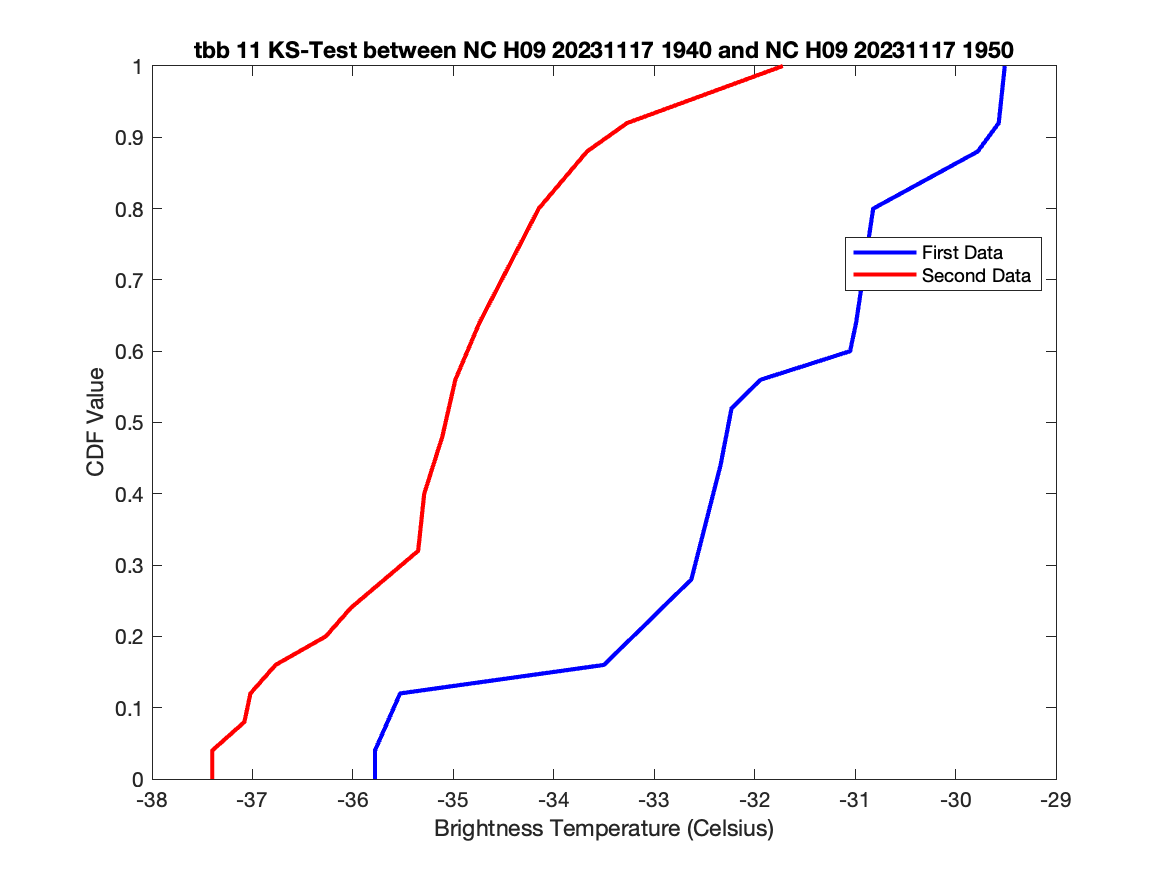 tbb 11 KS-Test between NC H09 20231117 1940 and NC H09 20231117 1950
1
0.9
0.8
First Data
Second Data
0.7
0.6
CDF Value
0.5
0.4
0.3
0.2
0.1
0
-38 -37 -36 -35 -34 -33 -32 -31 -30 -29
Brightness Temperature (Celsius)